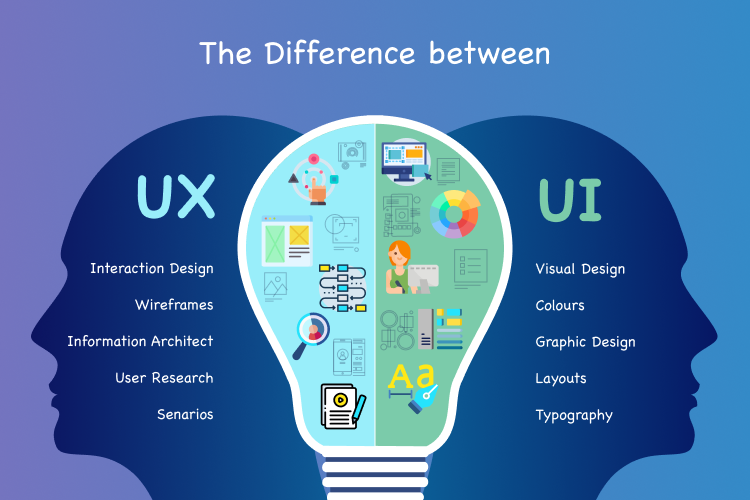 The Difference between
UX
Interaction Design
Wireframes
Information Architect
User Research
Senarios
Aa
UI
Visual Design
Colours
Graphic Design
Layouts
Typography